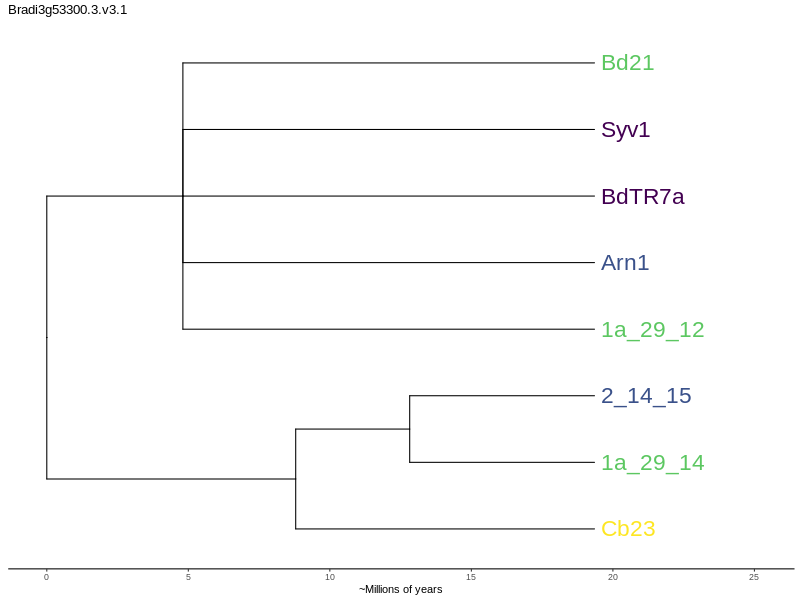 Bradi3g53300.3.v3.1
Bd21
Syv1
BdTR7a
Arn1
1a_29_12
2_14_15
1a_29_14
Cb23
0 5 10 15 20 25
~Millions of years